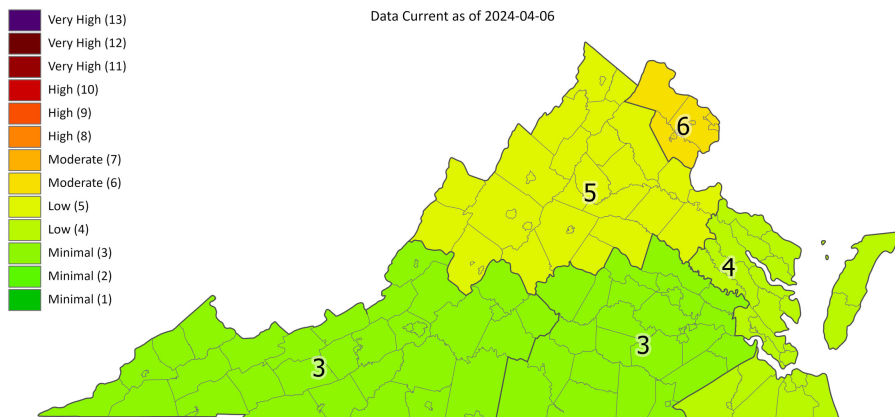 Data Current as of 2024-04-06
Very High (13)
Very High (12)
Very High (11)
High (10)
High (9)
High (8)
Moderate (7)
Moderate (6)
Low (5)
Low (4)
Minimal (3)
Minimal (2)
Minimal (1)
6
5
4
3
3